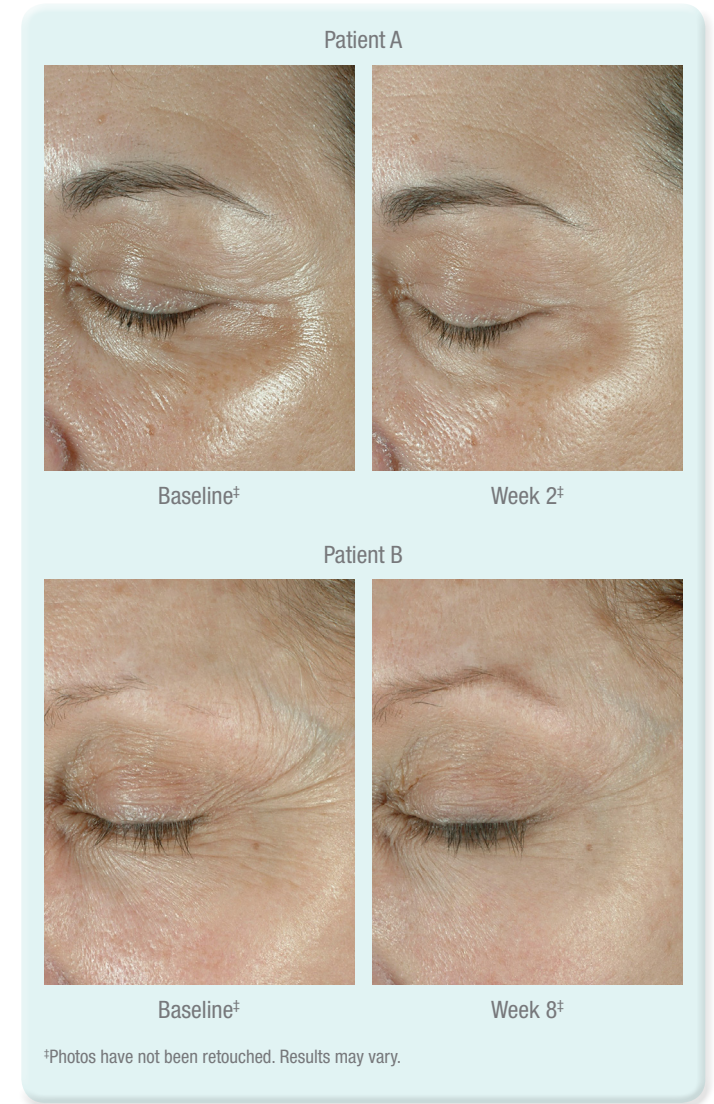 Patient A
Baseline‡
Week 2‡
Patient B
Baseline‡
Week 8‡
‡Photos have not been retouched. Results may vary.